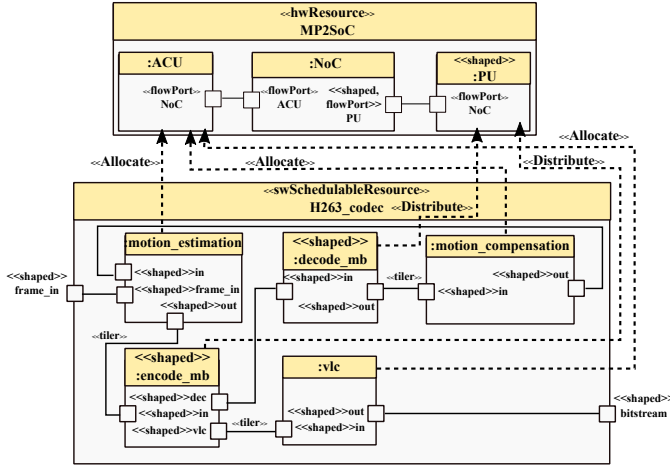 <<hwResource>>
MP2SoC
:ACU
:NoC
<<shaped>>
:PU
<<flowPort>>
NoC
<<flowPort>>
ACU
<<shaped,
flowPort>>
PU
<<flowPort>>
NoC
<<Allocate>>
<<Allocate>>
<<Allocate>>
<<Distribute>>
<<swSchedulableResource>>
H263_codec
<<Distribute>>
:motion_estimation
<<shaped>>
:decode_mb
:motion_compensation
<<shaped>>
frame_in
<<shaped>>in
<<shaped>>frame_in
<<shaped>>out
<<shaped>>in
<<shaped>>out
<<tiler>>
<<shaped>>out
<<shaped>>in
<<tiler>>
<<shaped>>
:encode_mb
:vlc
<<shaped>>dec
<<shaped>>in
<<shaped>>vlc
<<tiler>>
<<shaped>>out
<<shaped>>in
<<shaped>>
bitstream